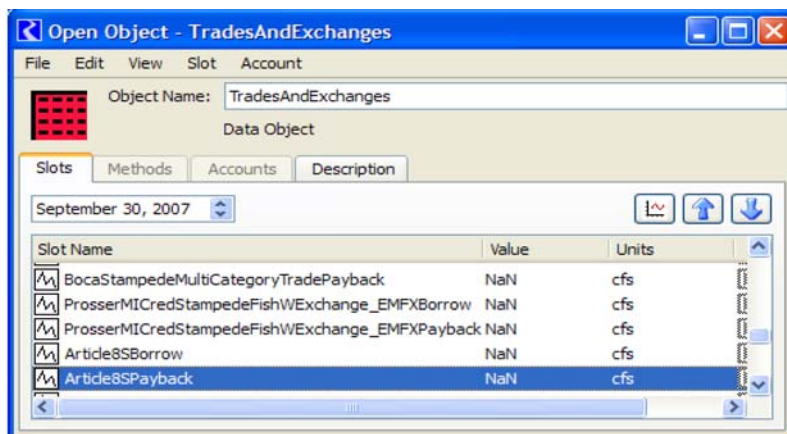 Open Object - TradesAndExchanges
File Edit View Slot Account
Object Name: TradesAndExchanges
Data Object
Slots Methods Accounts Description
September 30, 2007
Slot Name Value Units
BocaStampedeMultiCategoryTradePayback NaN cfs
ProsserMICredStampedeFishWExchange_EMFXBorrow NaN cfs
ProsserMICredStampedeFishWExchange_EMFXPayback NaN cfs
Article8SBorrow NaN cfs
Article8SPayback NaN cfs